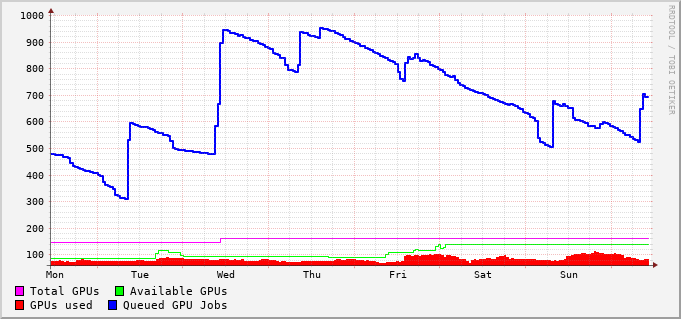 1000
900
800
700
600
500
400
300
200
100
Mon Tue Wed Thu Fri Sat Sun
Total GPUs Available GPUs
GPUs used Queued GPU Jobs
RRDTOOL / TOBI OETIKER